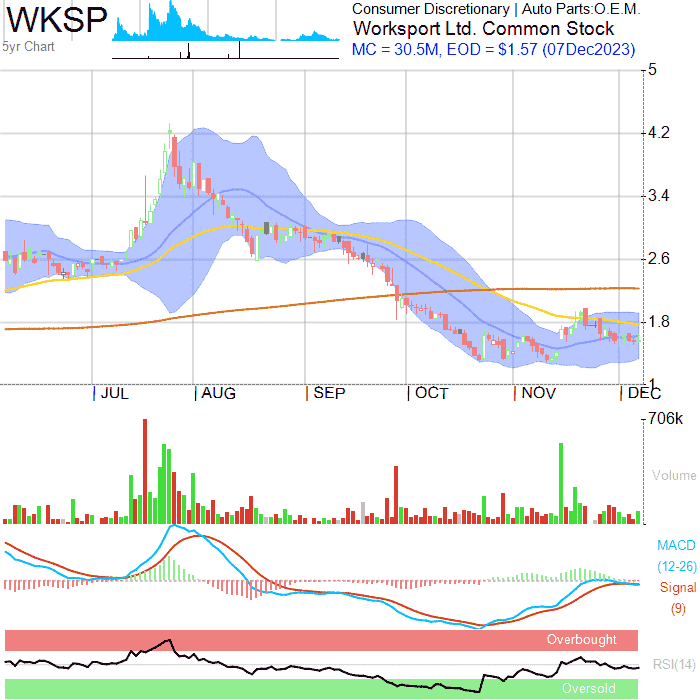 WKSP
5yr Chart
Consumer Discretionary | Auto Parts:O.E.M.
Worksport Ltd. Common Stock
MC = 30.5M, EOD = $1.57 (07Dec2023)
5
4.2
3.4
2.6
1.8
1
JUL
AUG
SEP
OCT
NOV
DEC
706k
Volume
MACD
(12-26)
Signal
(9)
Overbought
RSI(14)
Oversold